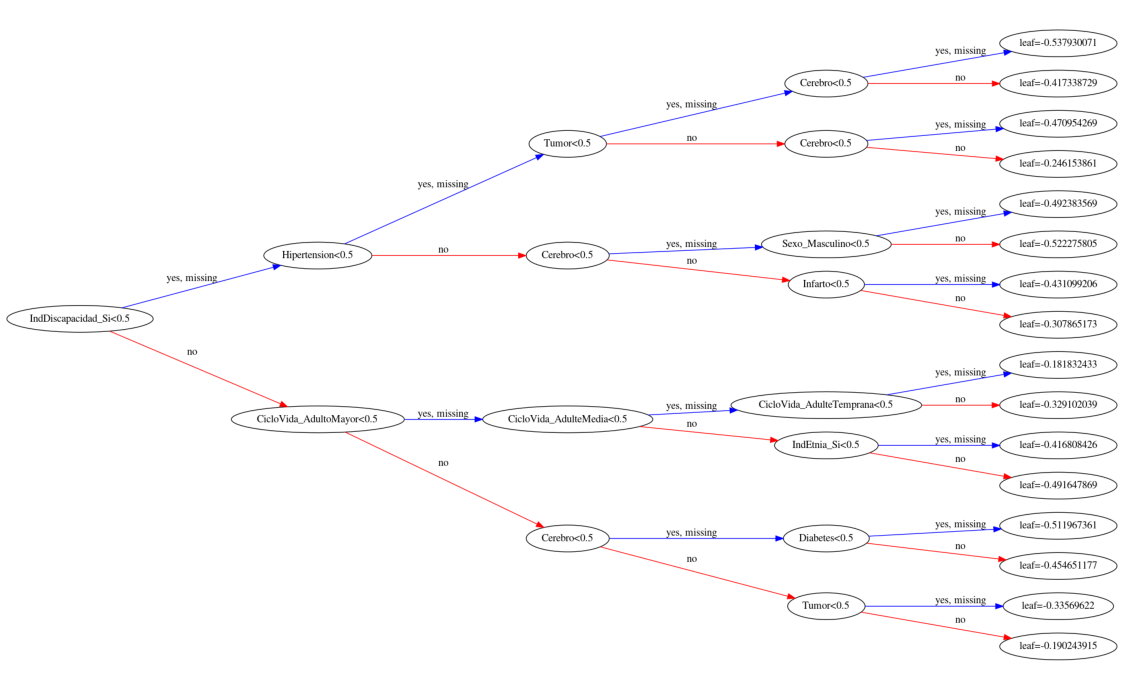 leaf=-0.537930071
yes, missing
Cerebro<0.5
no
leaf=-0.417338729
yes, missing
yes, missing
leaf=-0.470954269
Tumor<0.5
no
Cerebro<0.5
no
leaf=-0.246153861
yes, missing
yes, missing
leaf=-0.492383569
Hipertension<0.5
no
Cerebro<0.5
yes, missing
Sexo_Masculino<0.5
no
leaf=-0.522275805
no
yes, missing
yes, missing
Infarto<0.5
leaf=-0.431099206
no
leaf=-0.307865173
IndDiscapacidad_Si<0.5
no
yes, missing
leaf=-0.181832433
CicloVida_AdultoMayor<0.5
yes, missing
CicloVida_AdulteMedia<0.5
yes, missing
CicloVida_AdulteTemprana<0.5
no
leaf=-0.329102039
no
yes, missing
IndEtnia_Si<0.5
leaf=-0.416808426
no
no
leaf=-0.491647869
yes, missing
leaf=-0.511967361
Cerebro<0.5
yes, missing
Diabetes<0.5
no
leaf=-0.454651177
no
yes, missing
Tumor<0.5
leaf=-0.33569622
no
leaf=-0.190243915